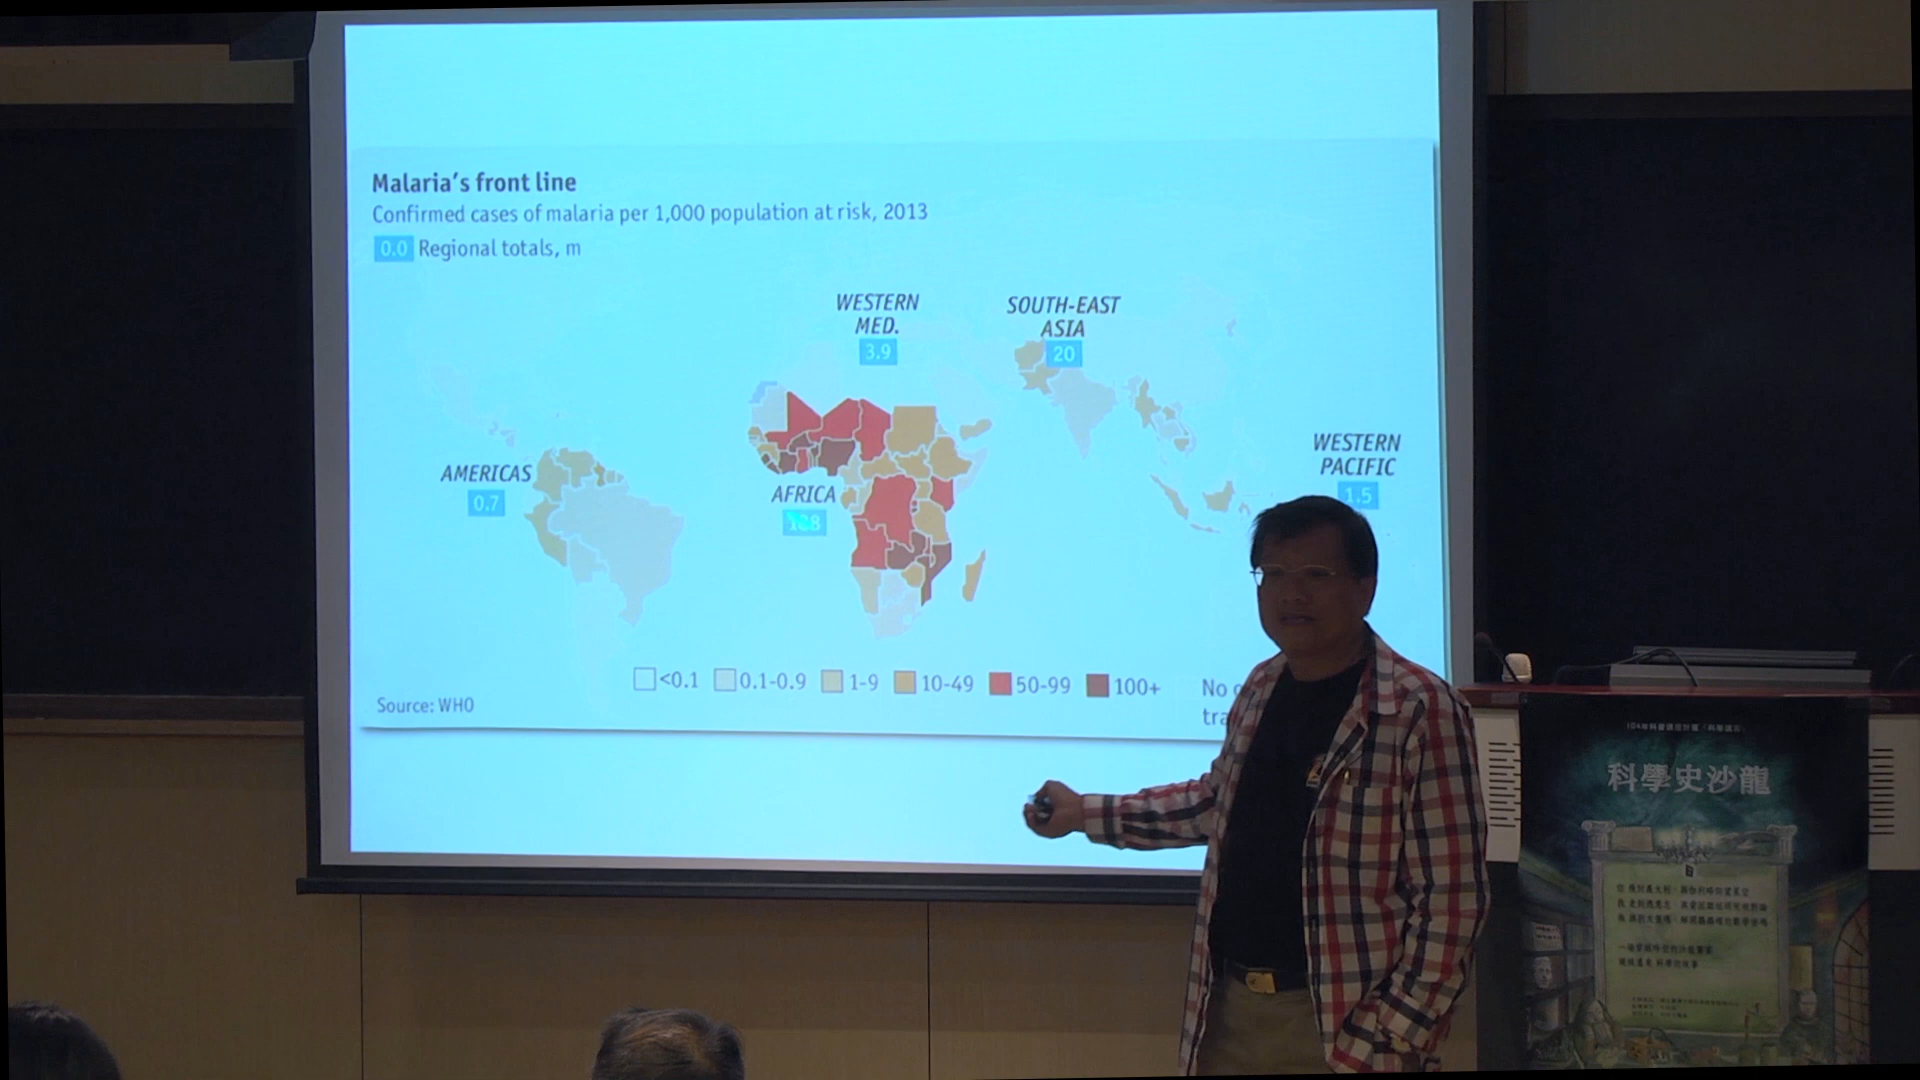 Malaria's front line
Confirmed cases of malaria per 1,000 population at risk, 2013
0.0 Regional totals, m
WESTERN
MED.
3.9
SOUTH-EAST
ASIA
20
WESTERN
PACIFIC
1.5
AMERICAS
0.7
AFRICA
<0.1
0.1-0.9
1-9
10-49
50-99
100+
No
tra
Source: WHO
科學史沙龍